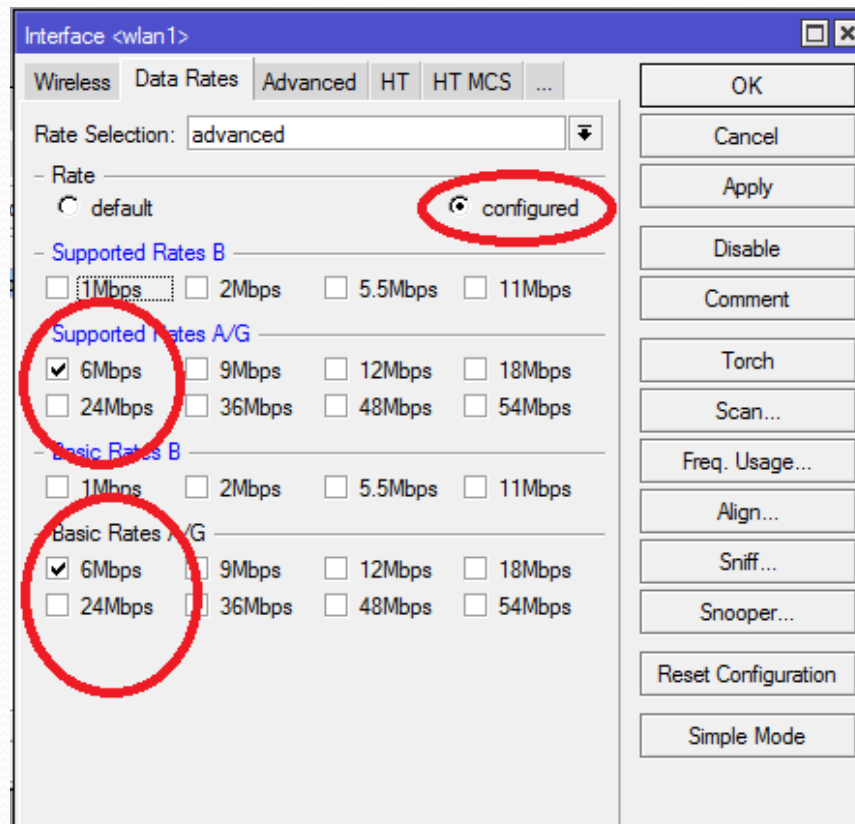 Interface <wlan1>
Wireless Data Rates Advanced HT HT MCS ...
Rate Selection: advanced
Rate
default configured
Supported Rates B
1Mbps 2Mbps 5.5Mbps 11Mbps
Supported Rates A/G
6Mbps 9Mbps 12Mbps 18Mbps
24Mbps 36Mbps 48Mbps 54Mbps
Basic Rates B
1Mbps 2Mbps 5.5Mbps 11Mbps
Basic Rates A/G
6Mbps 9Mbps 12Mbps 18Mbps
24Mbps 36Mbps 48Mbps 54Mbps
OK
Cancel
Apply
Disable
Comment
Torch
Scan...
Freq. Usage...
Align...
Sniff...
Snooper...
Reset Configuration
Simple Mode